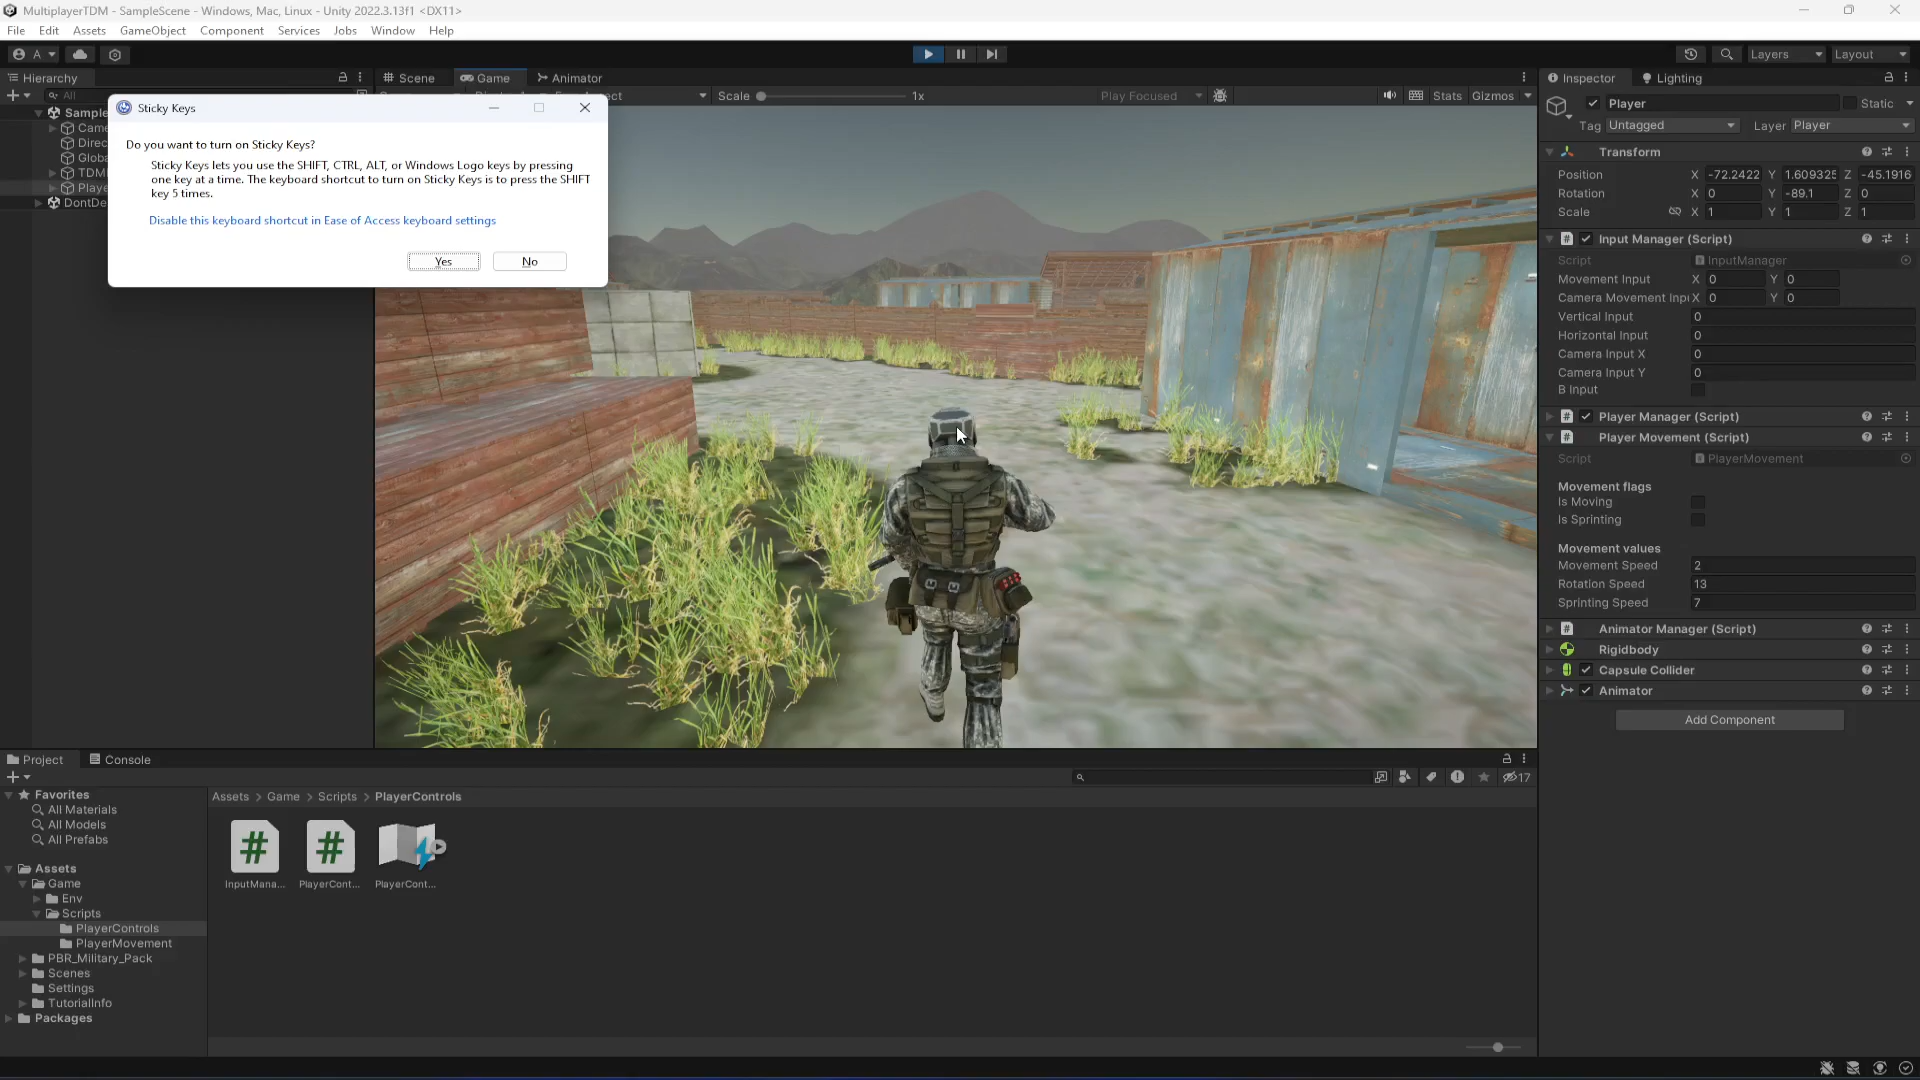 MultiplayerTDM - SampleScene - Windows, Mac, Linux - Unity 2022.3.13f1 <DX11>
File Edit Assets GameObject Component Services Jobs Window Help
A Layers Layout
Hierarchy Scene Game Animator Inspector Lighting
All Scale 1x Play Focused Stats Gizmos
Player Static
Tag Untagged Layer Player
Sample
Came
Direc
Globa
TDM
Playe
DontDe
Sticky Keys
Do you want to turn on Sticky Keys?
Sticky Keys lets you use the SHIFT, CTRL, ALT, or Windows Logo keys by pressing
one key at a time. The keyboard shortcut to turn on Sticky Keys is to press the SHIFT
key 5 times.
Disable this keyboard shortcut in Ease of Access keyboard settings
Yes No
Transform
Position X -72.2422 Y 1.609325 Z -45.1916
Rotation X 0 Y -89.1 Z 0
Scale X 1 Y 1 Z 1
Input Manager (Script)
Script InputManager
Movement Input X 0 Y 0
Camera Movement Inpu X 0 Y 0
Vertical Input 0
Horizontal Input 0
Camera Input X 0
Camera Input Y 0
B Input
Player Manager (Script)
Player Movement (Script)
Script PlayerMovement
Movement flags
Is Moving
Is Sprinting
Movement values
Movement Speed 2
Rotation Speed 13
Sprinting Speed 7
Animator Manager (Script)
Rigidbody
Capsule Collider
Animator
Add Component
Project Console
17
Favorites
All Materials
All Models
All Prefabs
Assets
Game
Env
Scripts
PlayerControls
PlayerMovement
PBR_Military_Pack
Scenes
Settings
TutorialInfo
Packages
Assets > Game > Scripts > PlayerControls
InputMana... PlayerCont... PlayerCont...